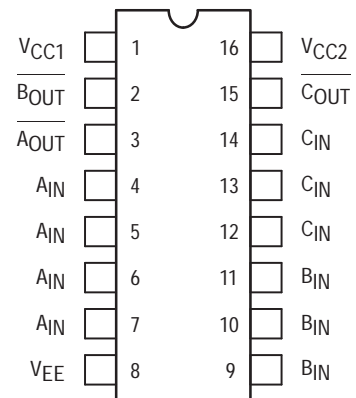 VCC1 1 16 VCC2
BOUT 2 15 COUT
AOUT 3 14 CIN
AIN 4 13 CIN
AIN 5 12 CIN
AIN 6 11 BIN
AIN 7 10 BIN
VEE 8 9 BIN